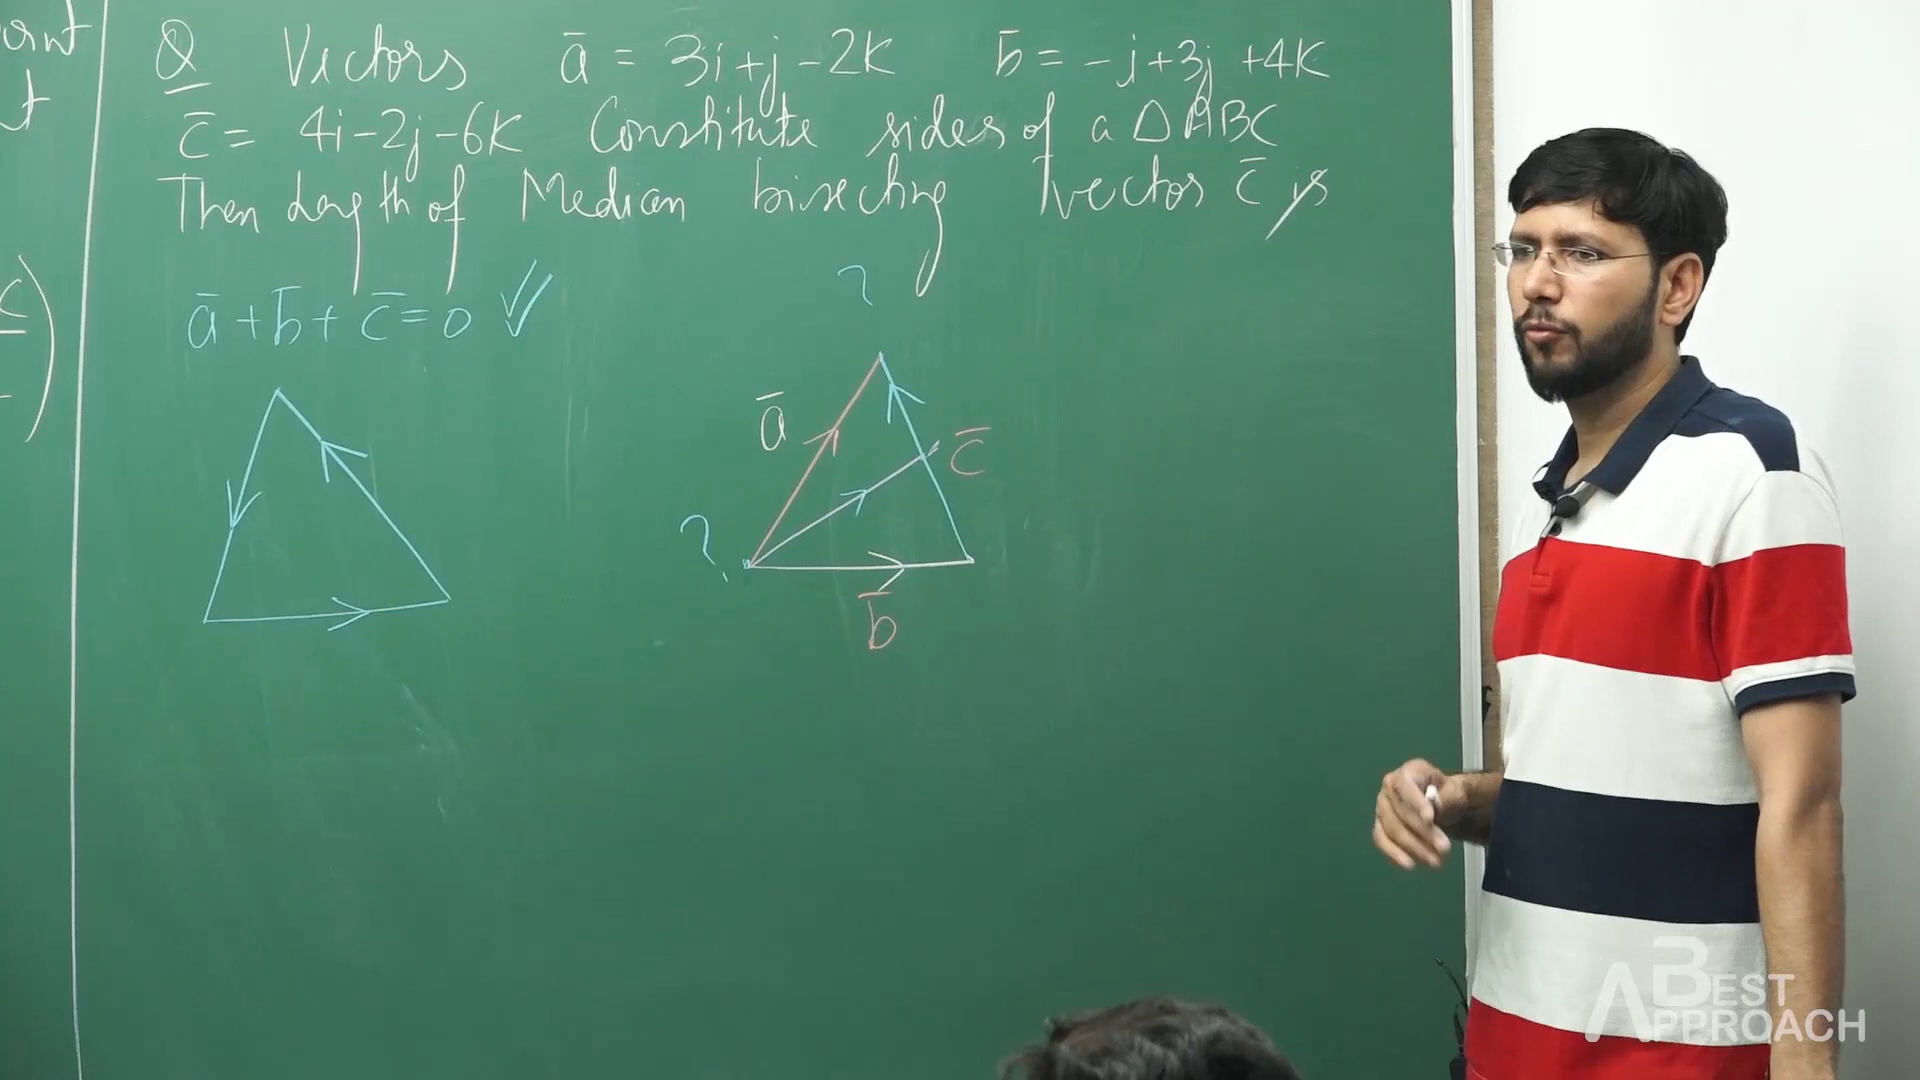 Q Vectors ā = 3i+j-2k b̄ = -i+3j+4k
c̄ = 4i-2j-6k Constitute sides of a △ABC
Then Length of Median bisecting vector c̄ is
ā + b̄ + c̄ = 0 ✓
?
ā
c̄
?
b̄
c
BEST
APPROACH